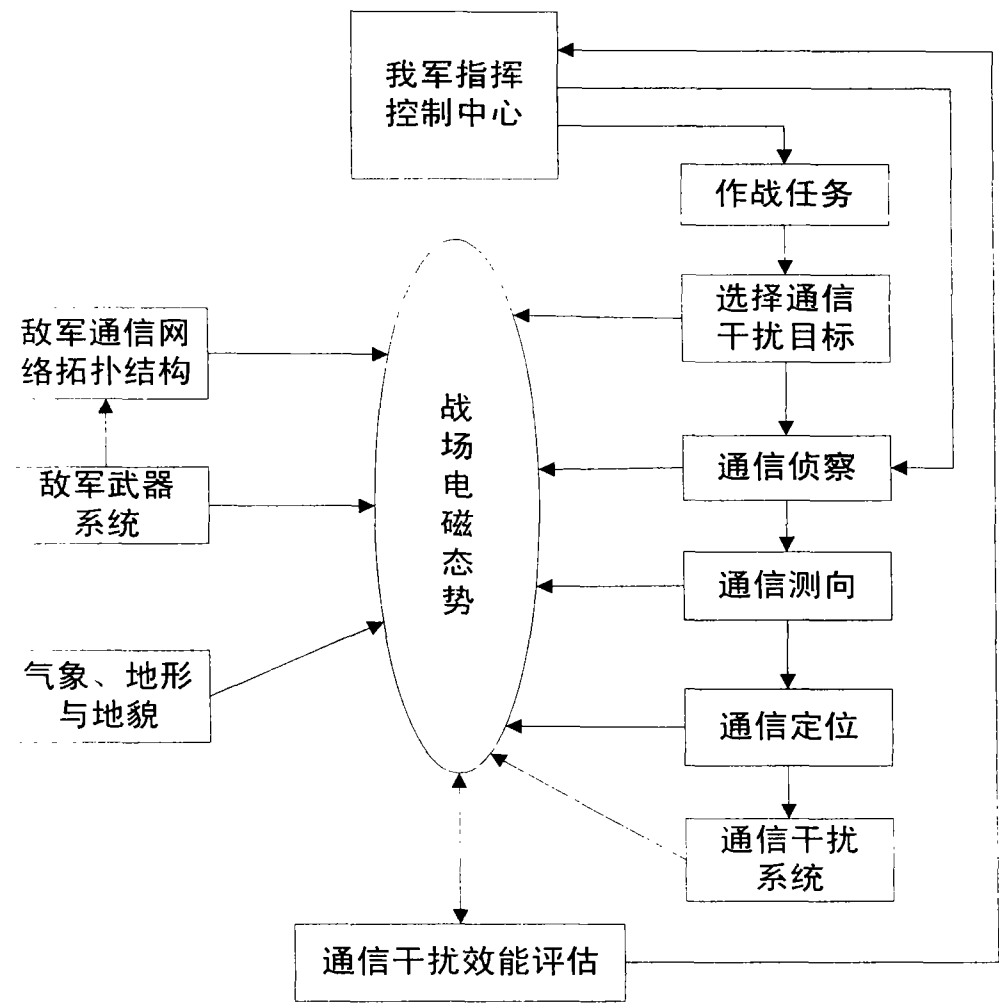 我军指挥
控制中心
作战任务
选择通信
干扰目标
敌军通信网
络拓扑结构
战
场
电
磁
态
势
通信侦察
敌军武器
系统
通信测向
气象、地形
与地貌
通信定位
通信干扰
系统
通信干扰效能评估